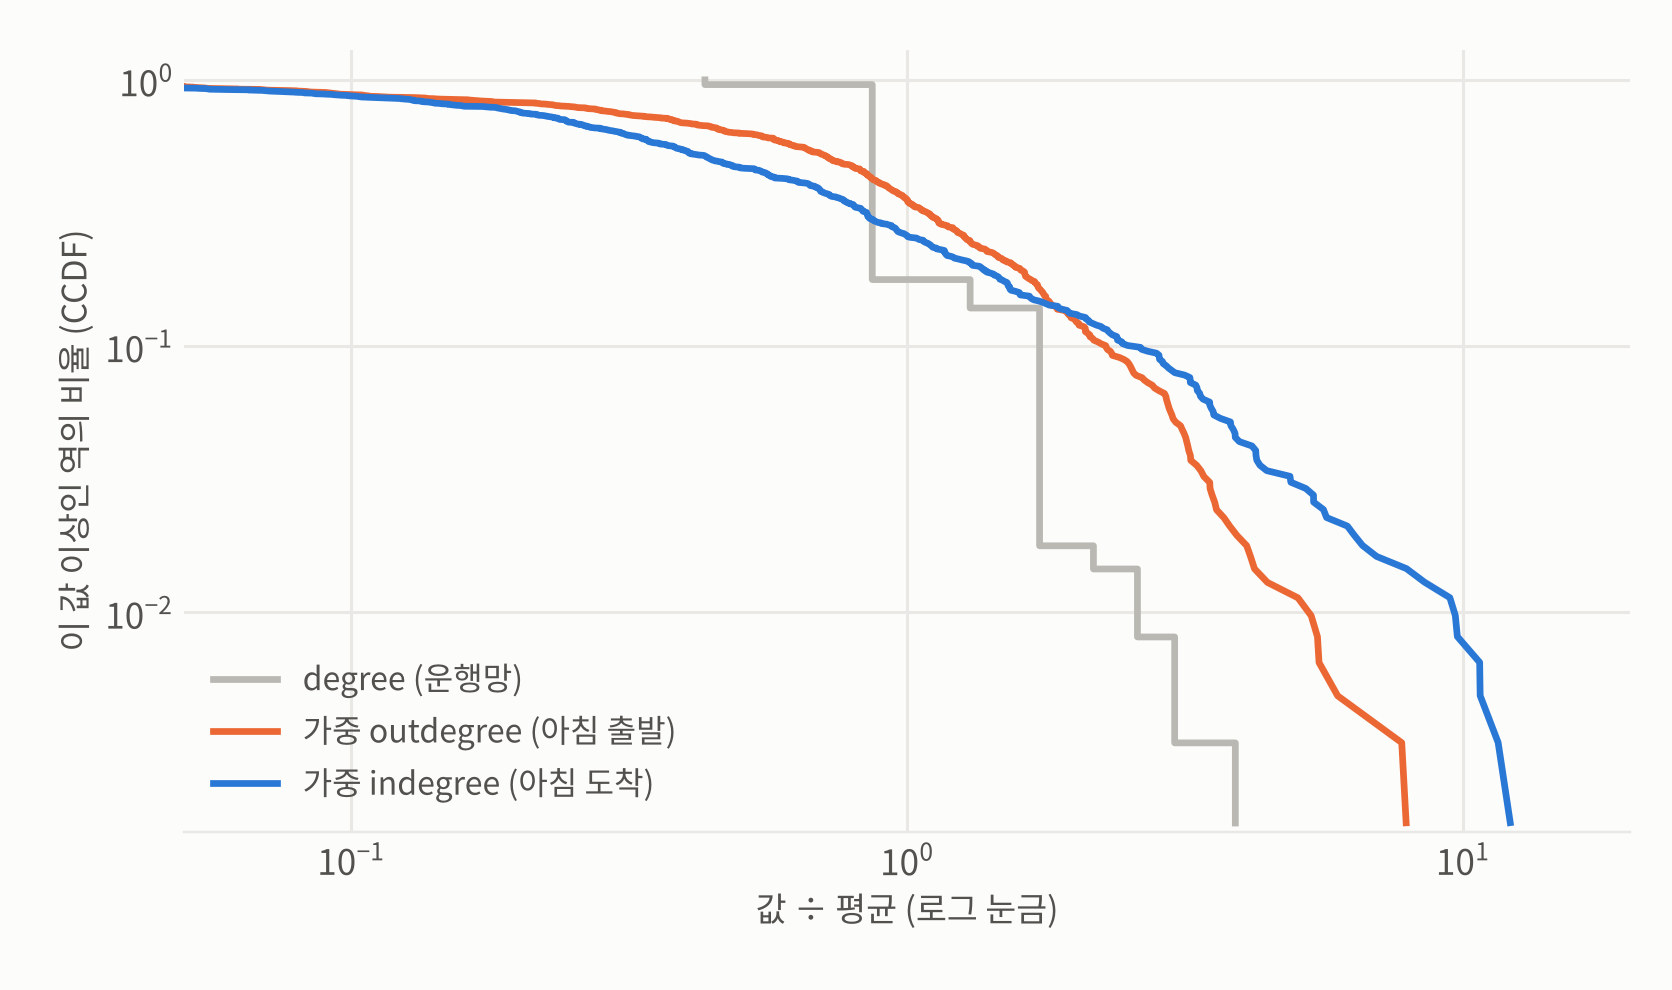 10⁰
10⁻¹
10⁻²
이 값 이상인 역의 비율 (CCDF)
degree (운행망)
가중 outdegree (아침 출발)
가중 indegree (아침 도착)
10⁻¹
10⁰
10¹
값 ÷ 평균 (로그 눈금)